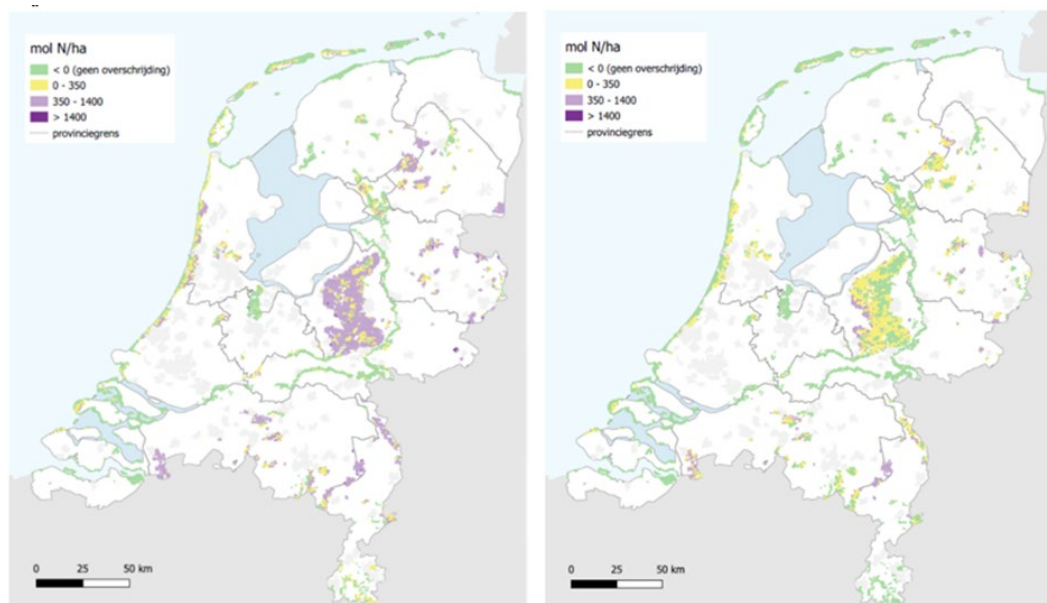 mol N/ha
< 0 (geen overschrijding)
0 - 350
350 - 1400
> 1400
provinciegrens
0 25 50 km
mol N/ha
< 0 (geen overschrijding)
0 - 350
350 - 1400
> 1400
provinciegrens
0 25 50 km